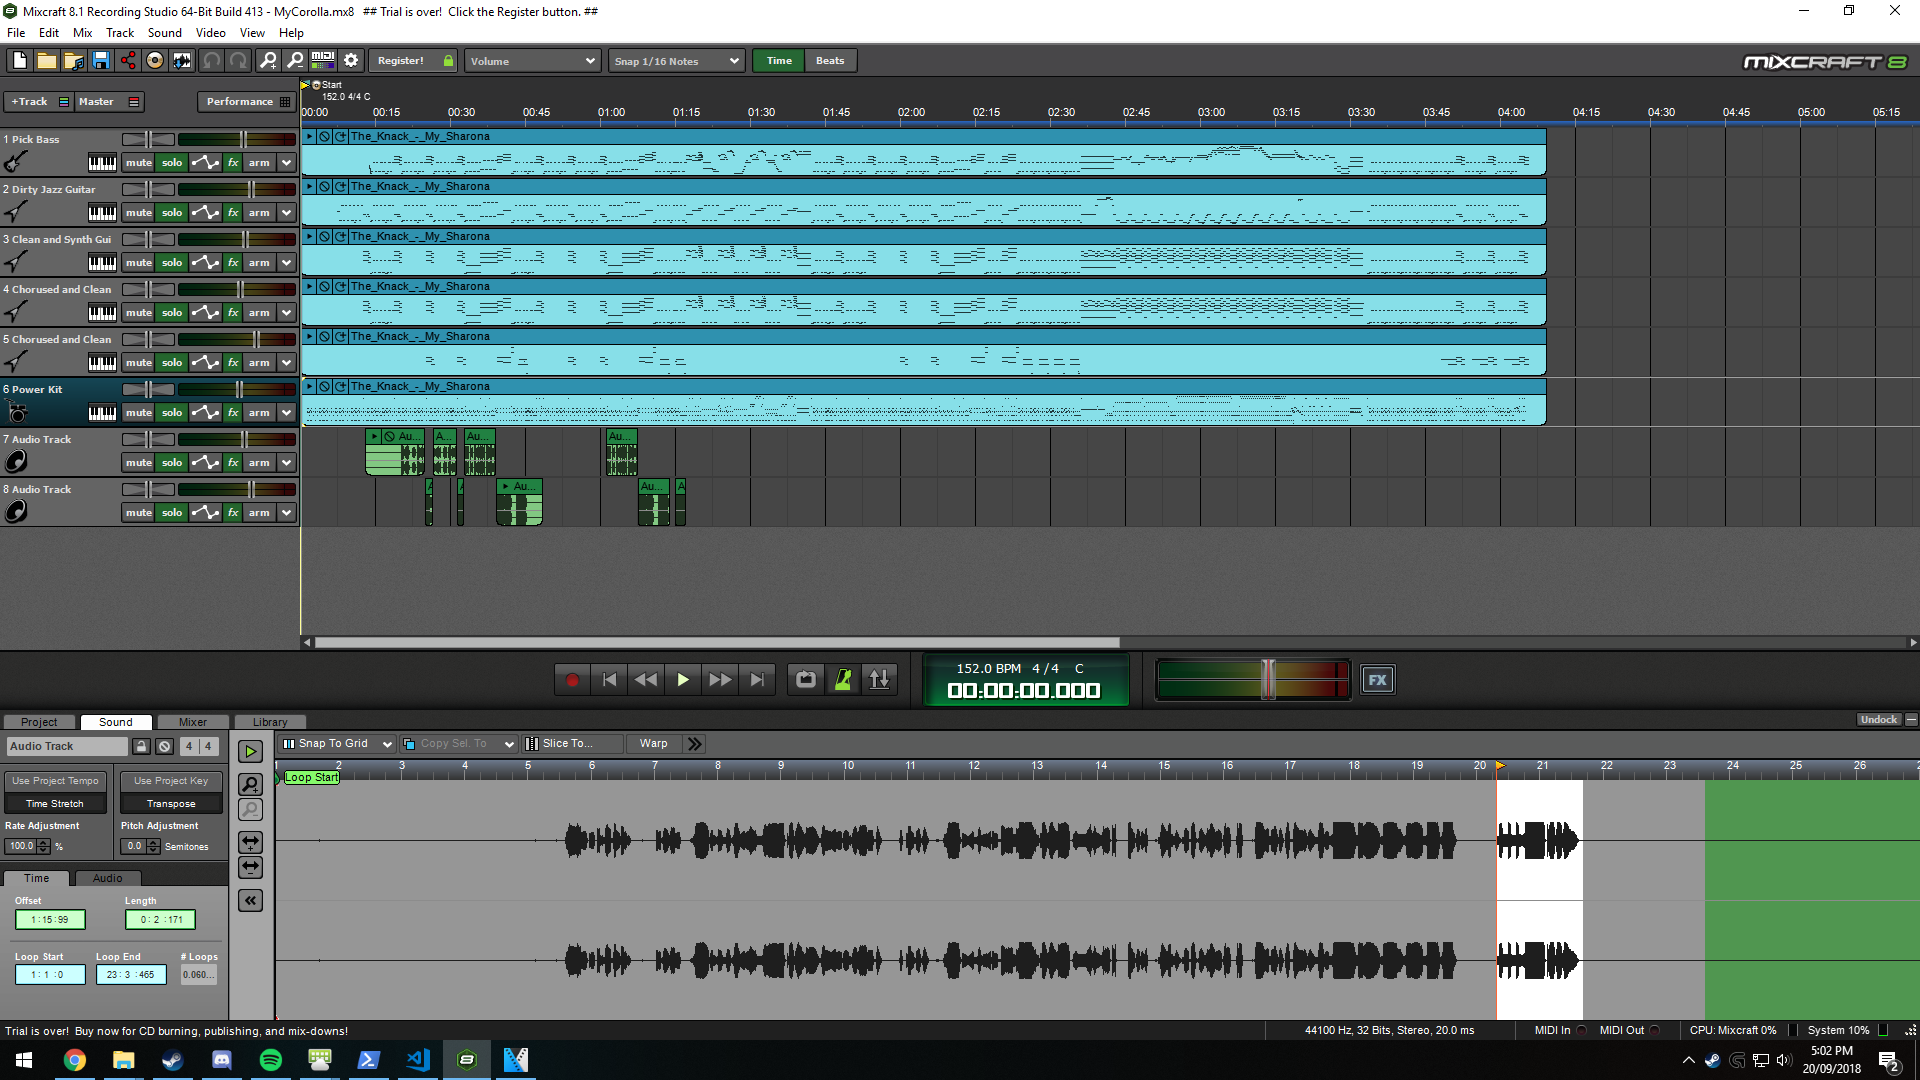 Mixcraft 8.1 Recording Studio 64-Bit Build 413 - MyCorolla.mx8   ## Trial is over!  Click the Register button. ##
File Edit Mix Track Sound Video View Help
Register! Volume Snap 1/16 Notes Time Beats MIXCRAFT 8
Start
152.0 4/4 C
+Track Master Performance
00:00 00:15 00:30 00:45 01:00 01:15 01:30 01:45 02:00 02:15 02:30 02:45 03:00 03:15 03:30 03:45 04:00 04:15 04:30 04:45 05:00 05:15
1 Pick Bass The_Knack_-_My_Sharona
mute solo fx arm
2 Dirty Jazz Guitar The_Knack_-_My_Sharona
mute solo fx arm
3 Clean and Synth Gui The_Knack_-_My_Sharona
mute solo fx arm
4 Chorused and Clean The_Knack_-_My_Sharona
mute solo fx arm
5 Chorused and Clean The_Knack_-_My_Sharona
mute solo fx arm
6 Power Kit The_Knack_-_My_Sharona
mute solo fx arm
7 Audio Track Au... A... Au... Au...
mute solo fx arm
8 Audio Track A A Au... Au... A
mute solo fx arm
152.0 BPM 4/4 C
00:00:00.000
FX
Project Sound Mixer Library Undock
Audio Track 4 4 Snap To Grid Copy Sel. To Slice To... Warp
1 2 3 4 5 6 7 8 9 10 11 12 13 14 15 16 17 18 19 20 21 22 23 24 25 26
Loop Start
Use Project Tempo Use Project Key
Time Stretch Transpose
Rate Adjustment Pitch Adjustment
100.0 % 0.0 Semitones
Time Audio
Offset Length
1:15:99 0:2:171
Loop Start Loop End # Loops
1:1:0 23:3:465 0.060...
Trial is over!  Buy now for CD burning, publishing, and mix-downs! 44100 Hz, 32 Bits, Stereo, 20.0 ms MIDI In MIDI Out CPU: Mixcraft 0% System 10%
5:02 PM
20/09/2018
2